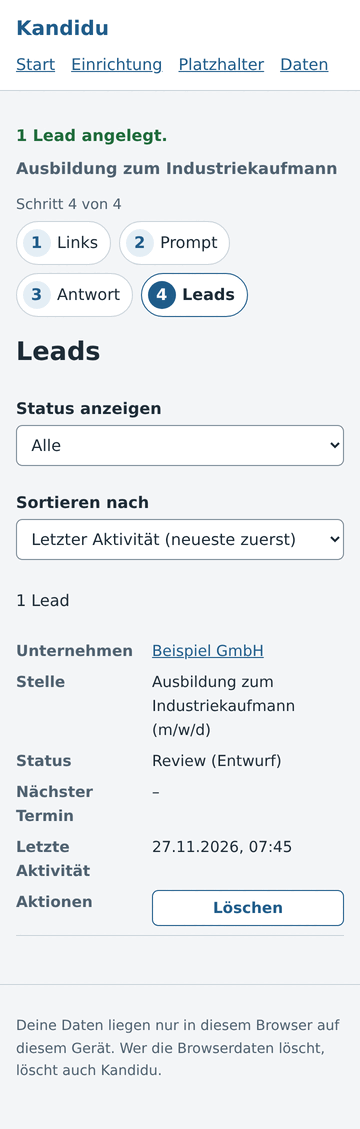 Kandidu
Start Einrichtung Platzhalter Daten
1 Lead angelegt.
Ausbildung zum Industriekaufmann
Schritt 4 von 4
1 Links 2 Prompt
3 Antwort 4 Leads
Leads
Status anzeigen
Alle
Sortieren nach
Letzter Aktivität (neueste zuerst)
1 Lead
Unternehmen Beispiel GmbH
Stelle Ausbildung zum
Industriekaufmann
(m/w/d)
Status Review (Entwurf)
Nächster –
Termin
Letzte 27.11.2026, 07:45
Aktivität
Aktionen Löschen
Deine Daten liegen nur in diesem Browser auf
diesem Gerät. Wer die Browserdaten löscht,
löscht auch Kandidu.